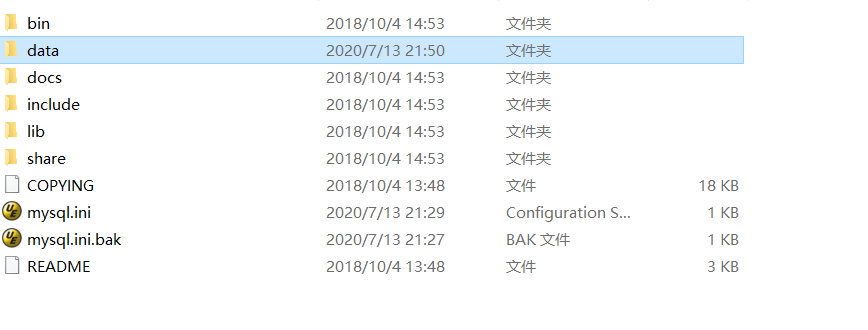 bin 2018/10/4 14:53 文件夹
data 2020/7/13 21:50 文件夹
docs 2018/10/4 14:53 文件夹
include 2018/10/4 14:53 文件夹
lib 2018/10/4 14:53 文件夹
share 2018/10/4 14:53 文件夹
COPYING 2018/10/4 13:48 文件 18 KB
mysql.ini 2020/7/13 21:29 Configuration S... 1 KB
mysql.ini.bak 2020/7/13 21:27 BAK 文件 1 KB
README 2018/10/4 13:48 文件 3 KB